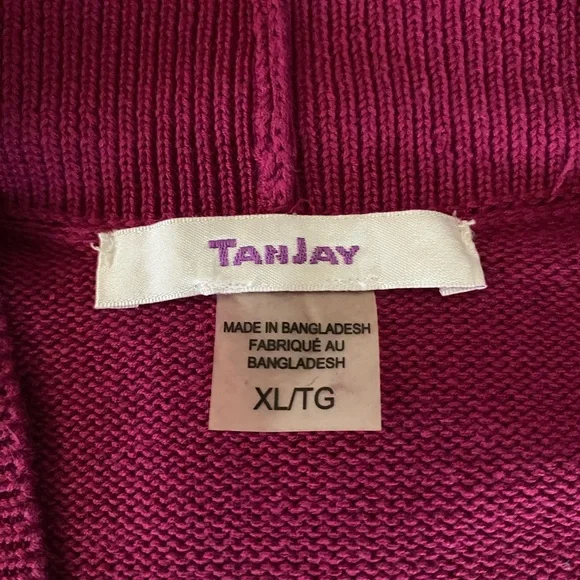 TANJAY
MADE IN BANGLADESH
FABRIQUÉ AU
BANGLADESH
XL/TG